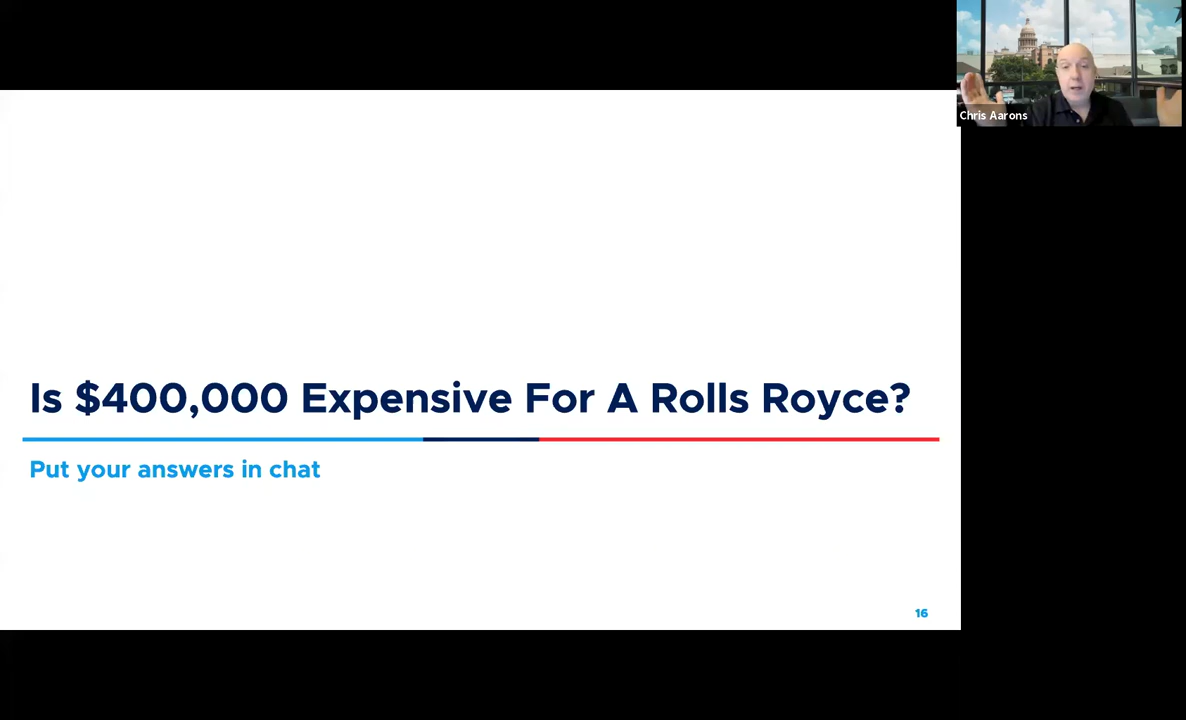 Chris Aarons
Is $400,000 Expensive For A Rolls Royce?
Put your answers in chat
16